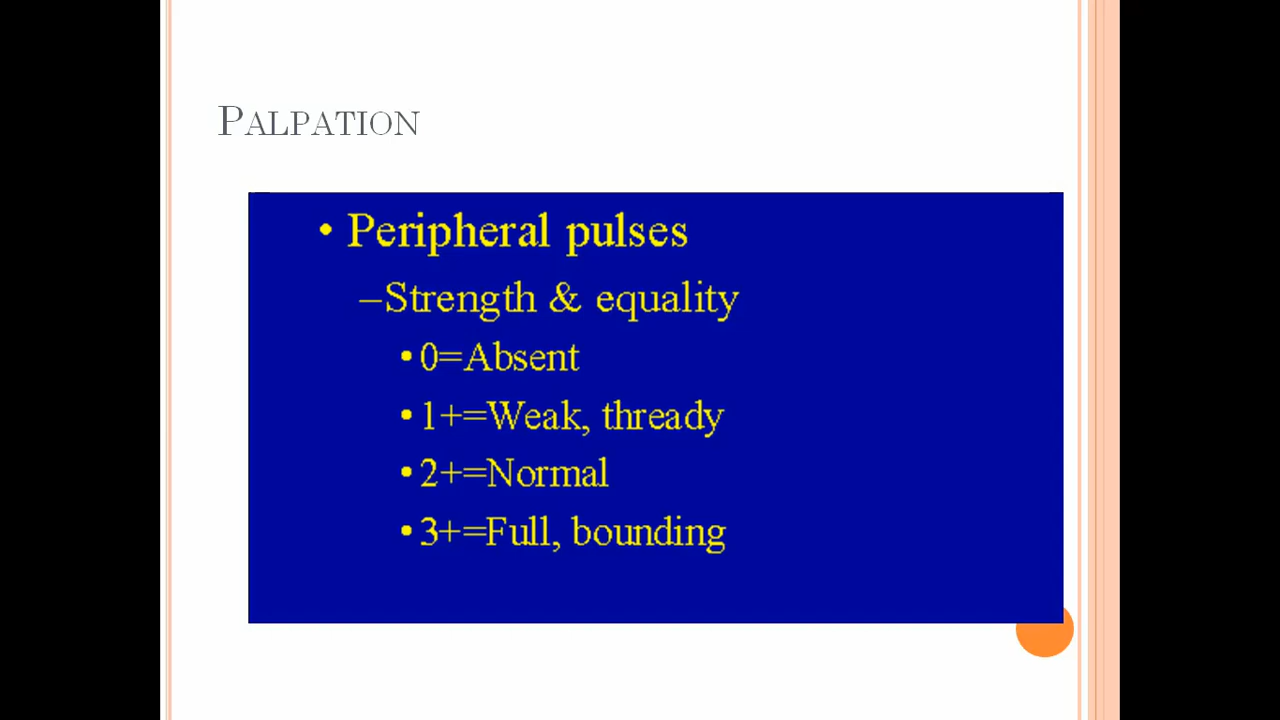 PALPATION
• Peripheral pulses
–Strength & equality
•0=Absent
•1+=Weak, thready
•2+=Normal
•3+=Full, bounding